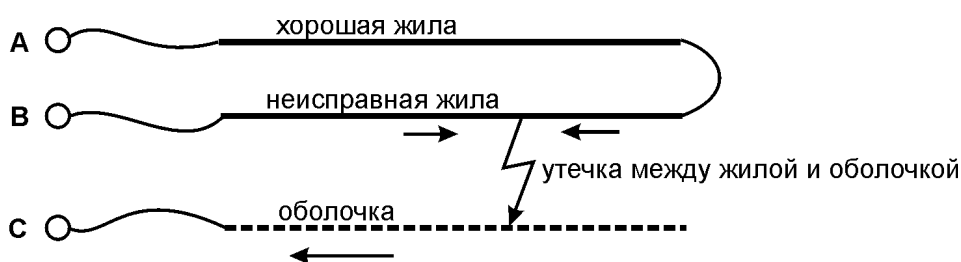 хорошая жила
A
неисправная жила
B
утечка между жилой и оболочкой
оболочка
C